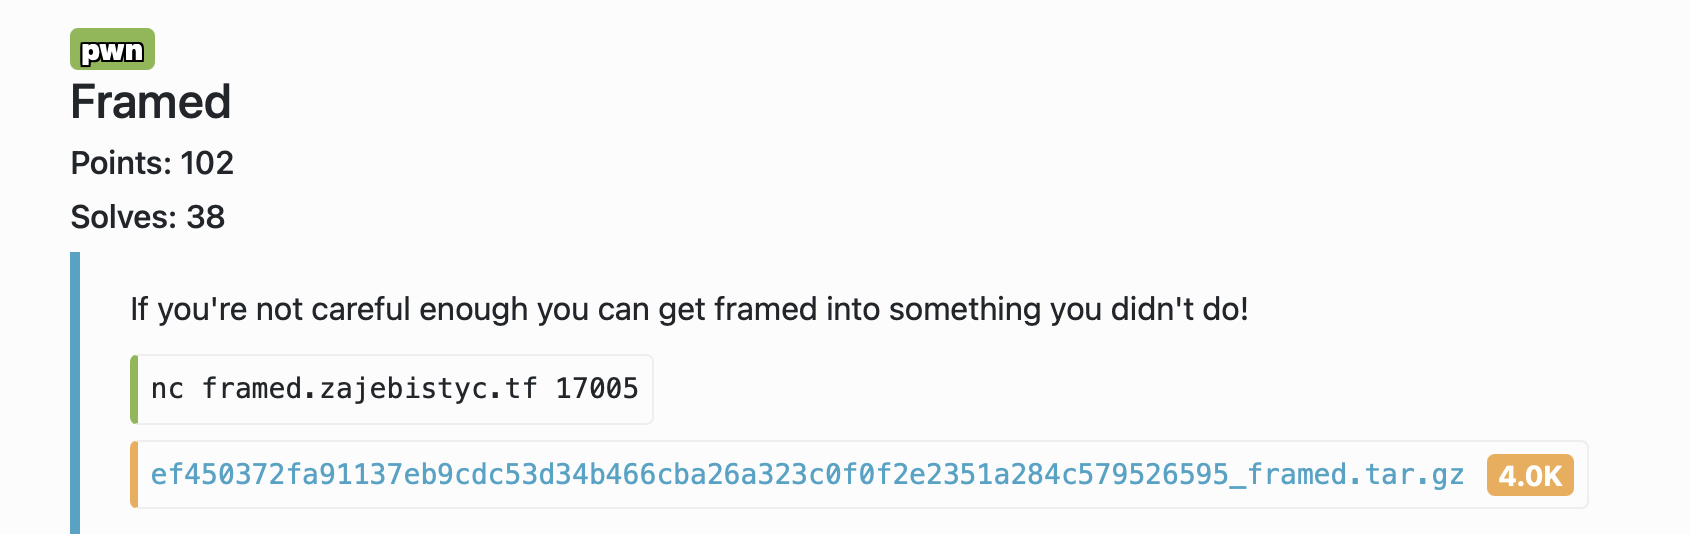 pwn
Framed
Points: 102
Solves: 38
If you're not careful enough you can get framed into something you didn't do!
nc framed.zajebistyc.tf 17005
ef450372fa91137eb9cdc53d34b466cba26a323c0f0f2e2351a284c579526595_framed.tar.gz 4.0K